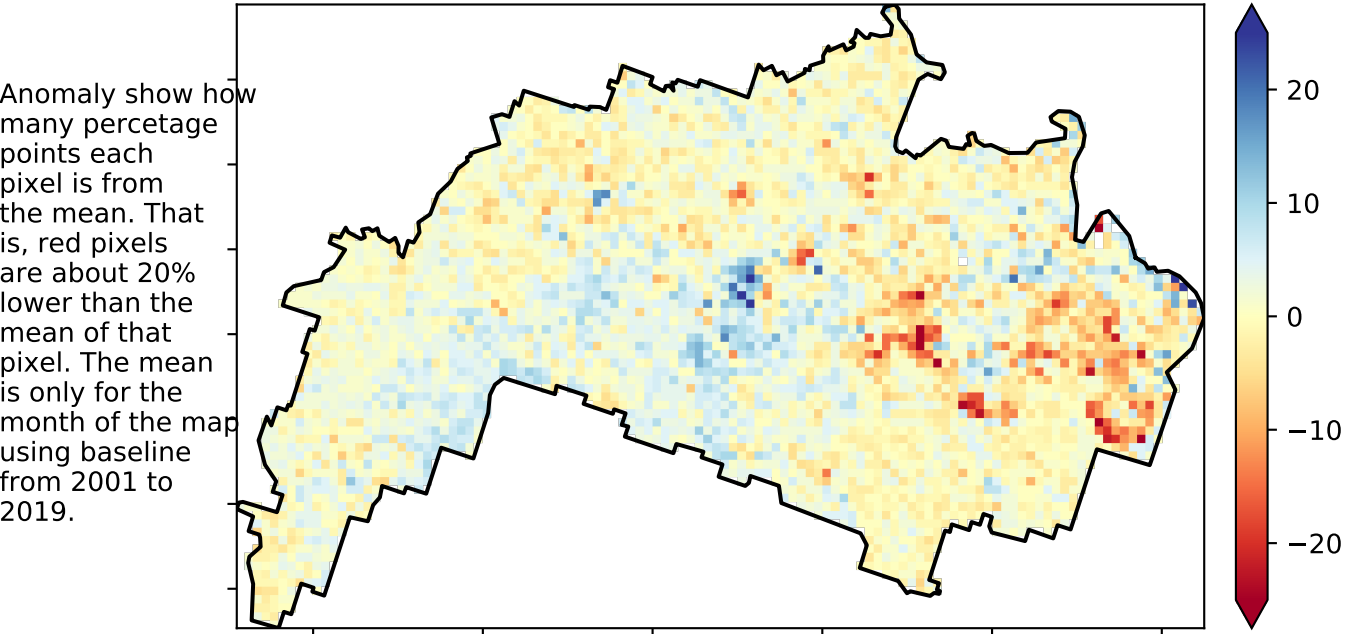 Anomaly show how
many percetage
points each
pixel is from
the mean. That
is, red pixels
are about 20%
lower than the
mean of that
pixel. The mean
is only for the
month of the map
using baseline
from 2001 to
2019.
20
10
0
−10
−20